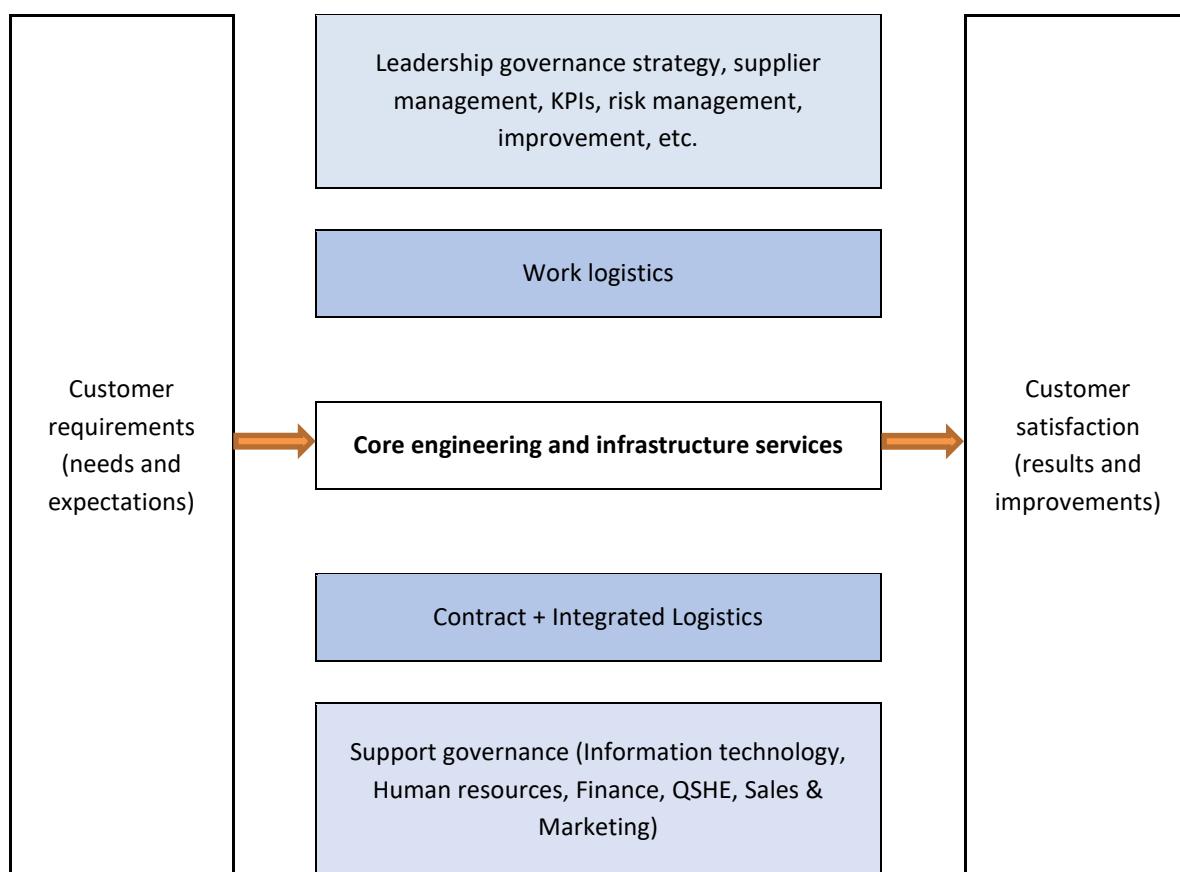 Leadership governance strategy, supplier
management, KPIs, risk management,
improvement, etc.
Work logistics
Customer
requirements
(needs and
expectations)
Core engineering and infrastructure services
Customer
satisfaction
(results and
improvements)
Contract + Integrated Logistics
Support governance (Information technology,
Human resources, Finance, QSHE, Sales &
Marketing)